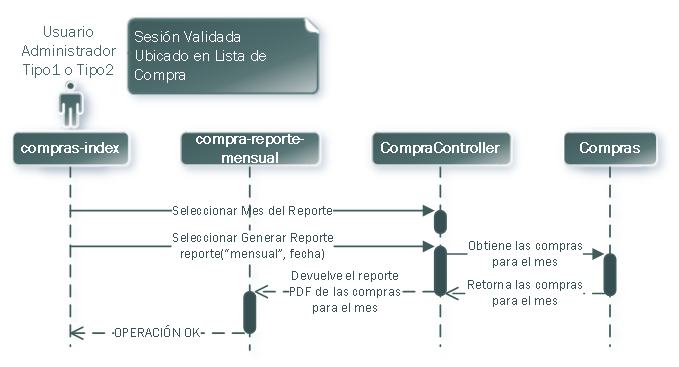 Usuario
Administrador
Tipo1 o Tipo2
Sesión Validada
Ubicado en Lista de
Compra
compras-index
compra-reporte-
mensual
CompraController
Compras
Seleccionar Mes del Reporte
Seleccionar Generar Reporte
reporte("mensual", fecha)
Obtiene las compras
para el mes
Devuelve el reporte
PDF de las compras
para el mes
Retorna las compras
para el mes
OPERACIÓN OK